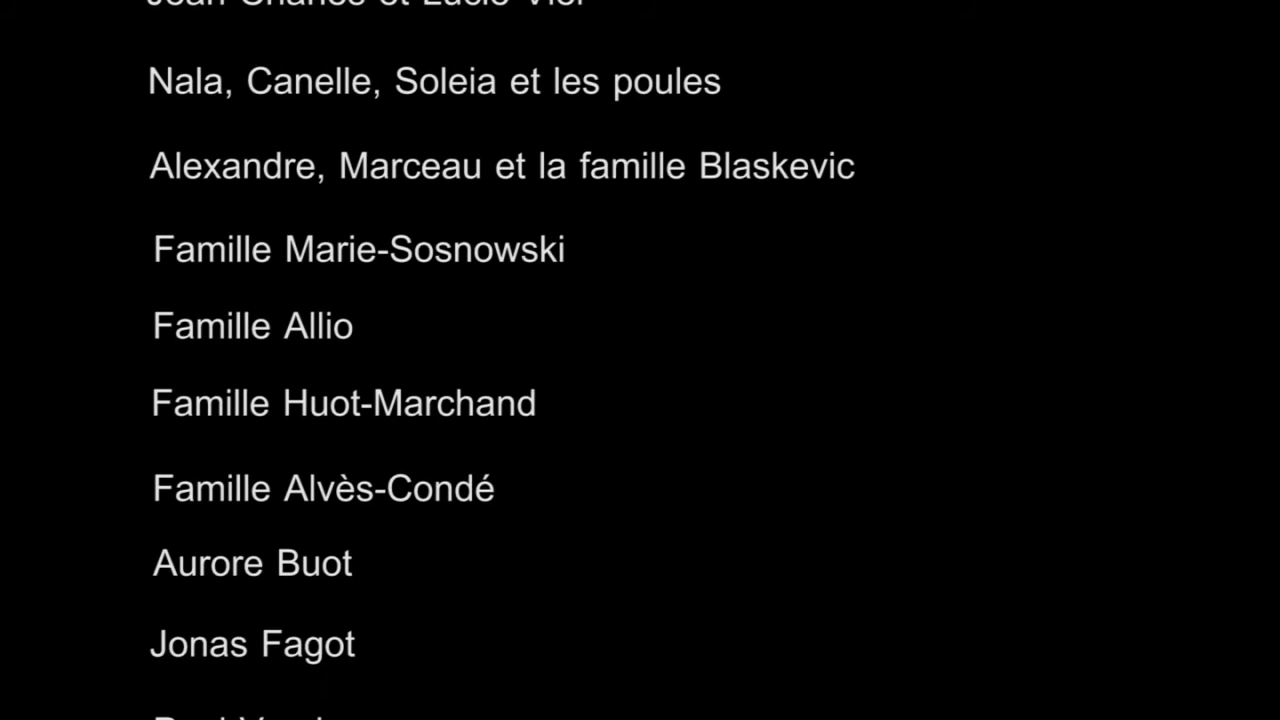 Nala, Canelle, Soleia et les poules
Alexandre, Marceau et la famille Blaskevic
Famille Marie-Sosnowski
Famille Allio
Famille Huot-Marchand
Famille Alvès-Condé
Aurore Buot
Jonas Fagot